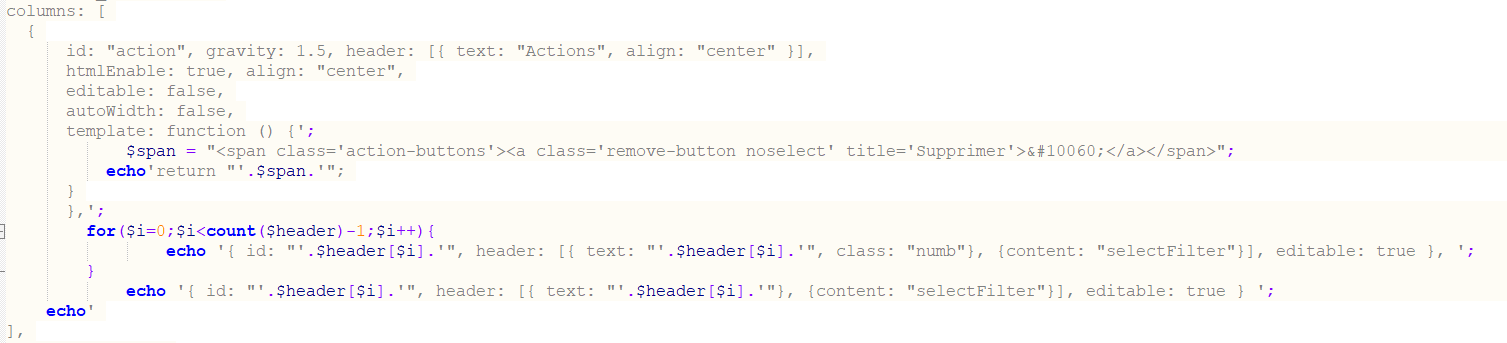 columns: [
{
id: "action", gravity: 1.5, header: [{ text: "Actions", align: "center" }],
htmlEnable: true, align: "center",
editable: false,
autoWidth: false,
template: function () {';
$span = "<span class='action-buttons'><a class='remove-button noselect' title='Supprimer'>&#10060;</a></span>";
echo'return "'.$span.'";
}
},';
for($i=0;$i<count($header)-1;$i++){
echo '{ id: "'.$header[$i].'", header: [{ text: "'.$header[$i].'", class: "numb"}, {content: "selectFilter"}], editable: true }, ';
}
echo '{ id: "'.$header[$i].'", header: [{ text: "'.$header[$i].'"}, {content: "selectFilter"}], editable: true } ';
echo'
],